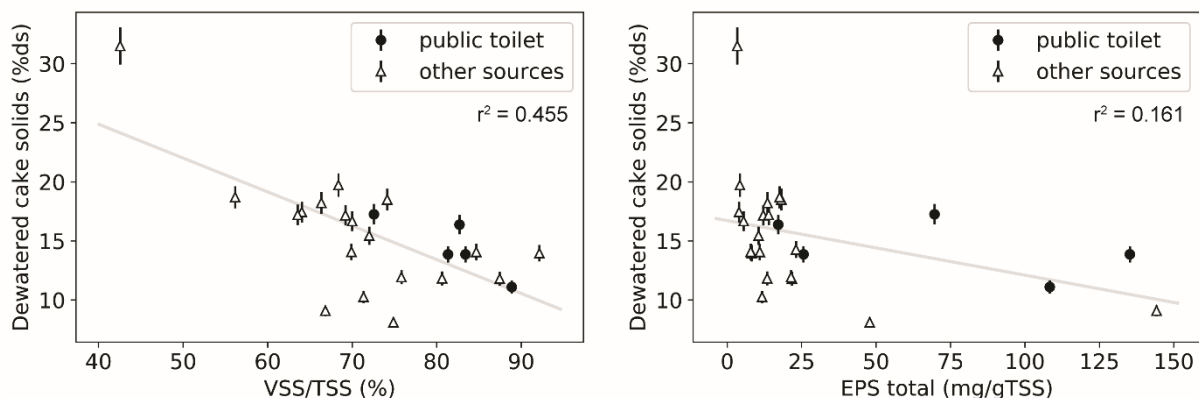 Dewatered cake solids (%ds)
30
25
20
15
10
40 50 60 70 80 90
VSS/TSS (%)
public toilet
other sources
r² = 0.455
Dewatered cake solids (%ds)
30
25
20
15
10
0 25 50 75 100 125 150
EPS total (mg/gTSS)
public toilet
other sources
r² = 0.161